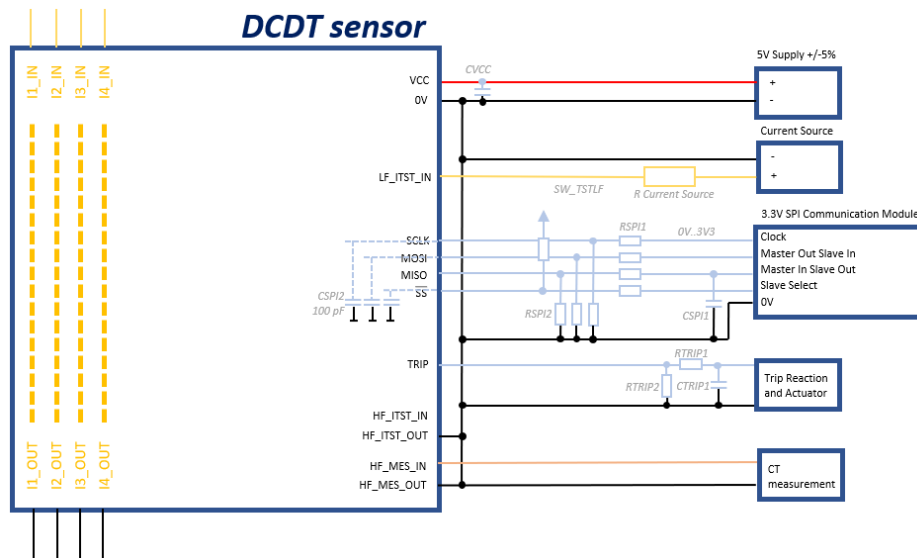 DCDT sensor
I1_IN
I2_IN
I3_IN
I4_IN
VCC
0V
CVCC
5V Supply +/-5%
+
-
Current Source
-
+
LF_ITST_IN
SW_TSTLF
R Current Source
3.3V SPI Communication Module
SCLK
MOSI
MISO
SS
RSPI1
0V..3V3
Clock
Master Out Slave In
Master In Slave Out
Slave Select
0V
CSPI2
100 pF
RSPI2
CSPI1
TRIP
RTRIP1
RTRIP2
CTRIP1
Trip Reaction
and Actuator
HF_ITST_IN
HF_ITST_OUT
HF_MES_IN
HF_MES_OUT
CT
measurement
I1_OUT
I2_OUT
I3_OUT
I4_OUT